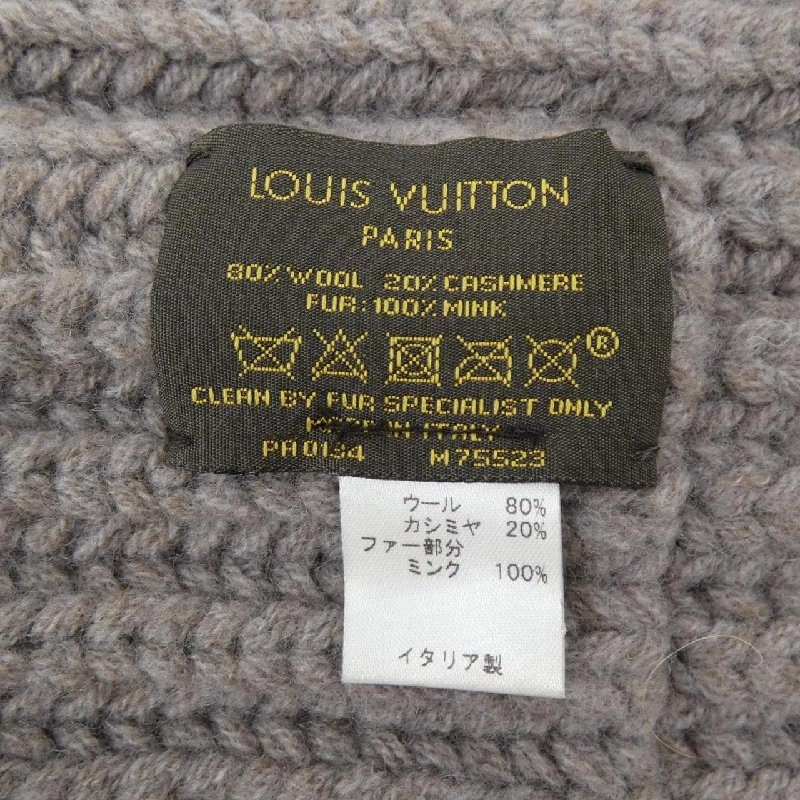 LOUIS VUITTON
PARIS
80% WOOL 20% CASHMERE
FUR: 100% MINK
®
CLEAN BY FUR SPECIALIST ONLY
MADE IN ITALY
PA0134 M75523
ウール 80%
カシミヤ 20%
ファー部分
ミンク 100%
イタリア製